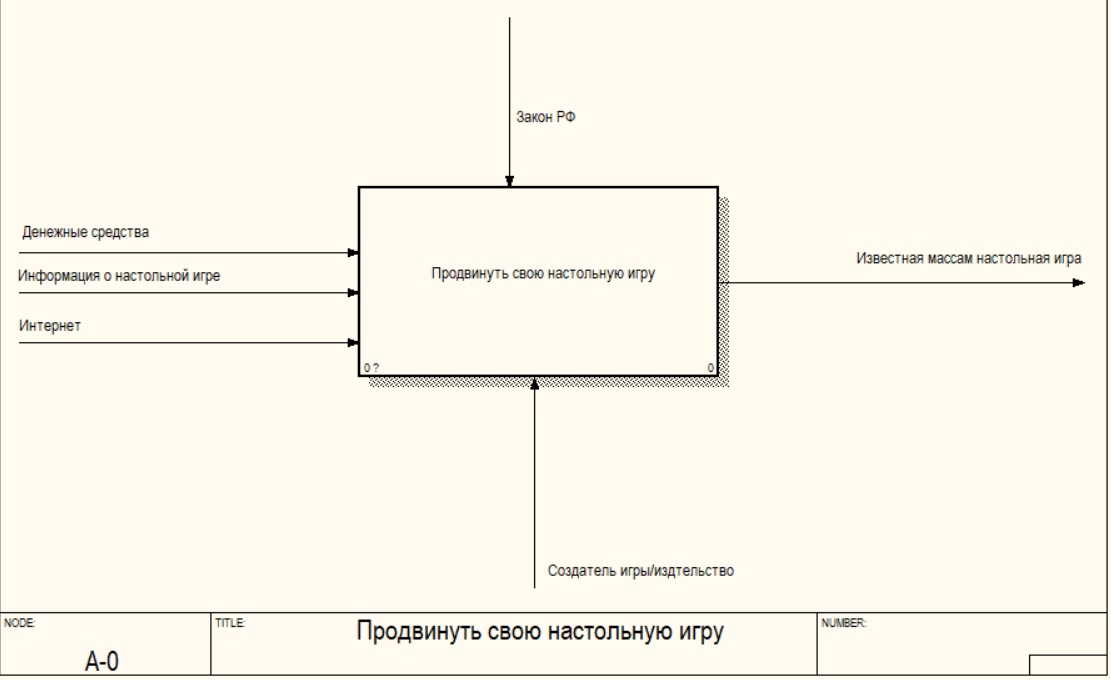 Закон РФ
Денежные средства
Информация о настольной игре
Интернет
Продвинуть свою настольную игру
0 ?
0
Известная массам настольная игра
Создатель игры/издтельство
NODE:
A-0
TITLE:
Продвинуть свою настольную игру
NUMBER: